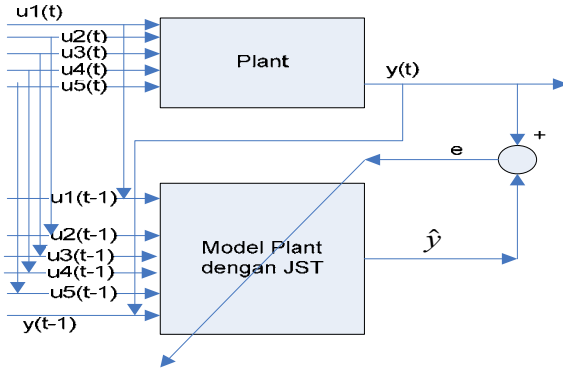 u1(t)
u2(t)
u3(t)
u4(t)
u5(t)
Plant
y(t)
+
e
u1(t-1)
u2(t-1)
u3(t-1)
u4(t-1)
u5(t-1)
y(t-1)
Model Plant
dengan JST
ŷ